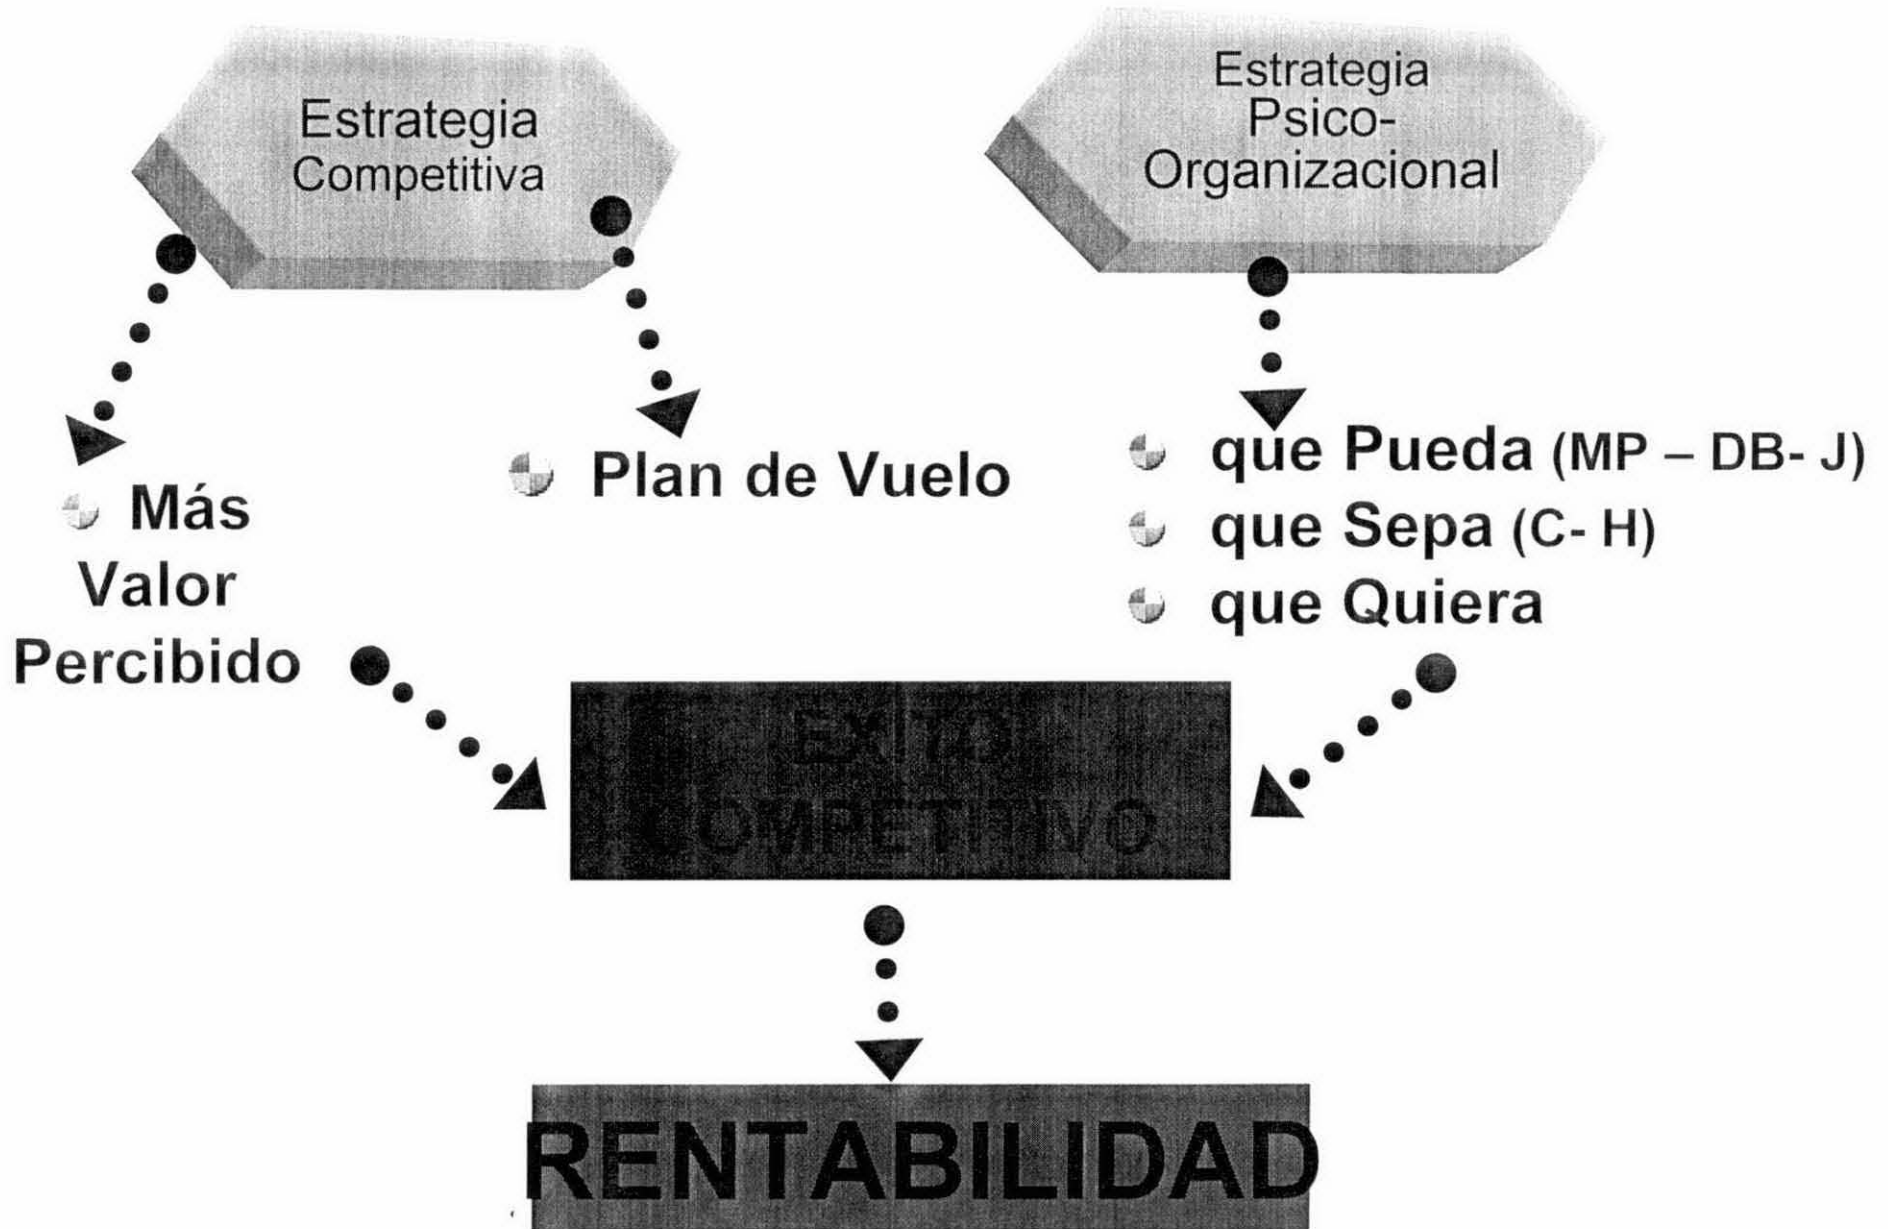 Estrategia
Competitiva
Estrategia
Psico-
Organizacional
Más
Valor
Percibido
Plan de Vuelo
que Pueda (MP – DB- J)
que Sepa (C- H)
que Quiera
EXITO
COMPETITIVO
RENTABILIDAD